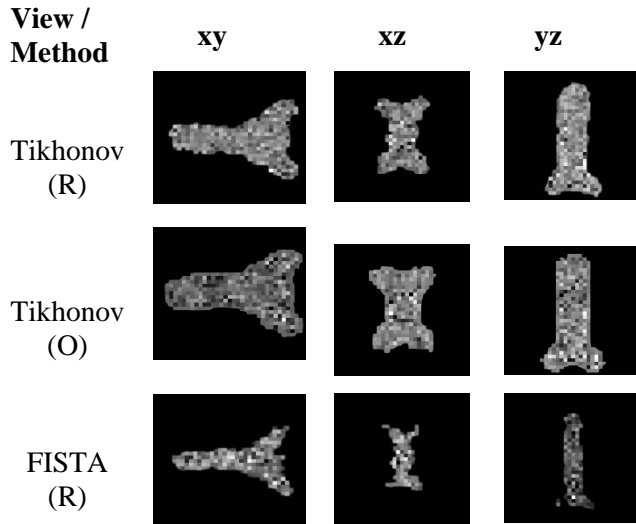 View /
Method
xy
xz
yz
Tikhonov
(R)
Tikhonov
(O)
FISTA
(R)